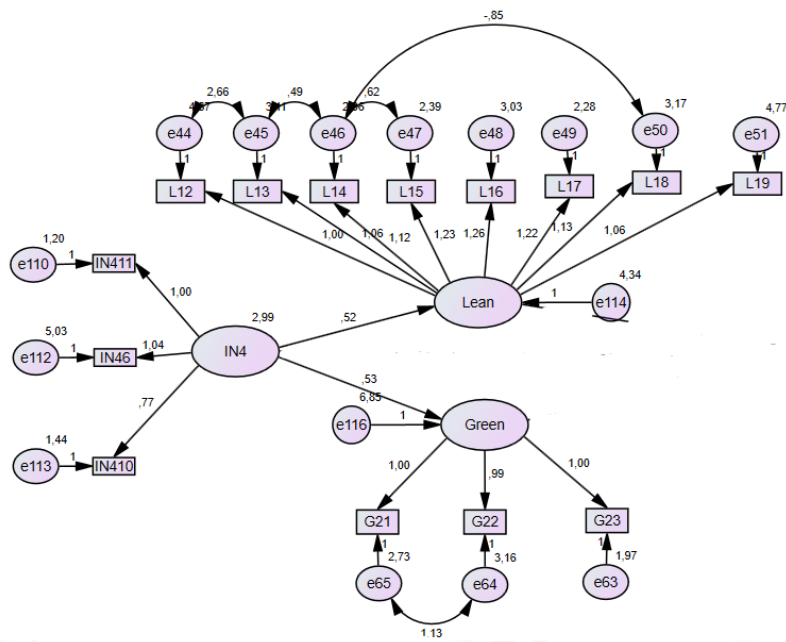 -,85
2,66
,49
,62
2,39
3,03
2,28
3,17
4,77
e44
e45
e46
e47
e48
e49
e50
e51
1
1
1
1
1
1
1
1
L12
L13
L14
L15
L16
L17
L18
L19
1,00
1,06
1,12
1,23
1,26
1,22
1,13
1,06
1,20
e110
1
IN411
1,00
Lean
1
4,34
e114
5,03
e112
1
IN46
1,04
2,99
IN4
,52
,53
,77
6,85
e116
1
Green
1,44
e113
1
IN410
1,00
,99
1,00
G21
G22
G23
1
1
1
2,73
3,16
1,97
e65
e64
e63
1,13